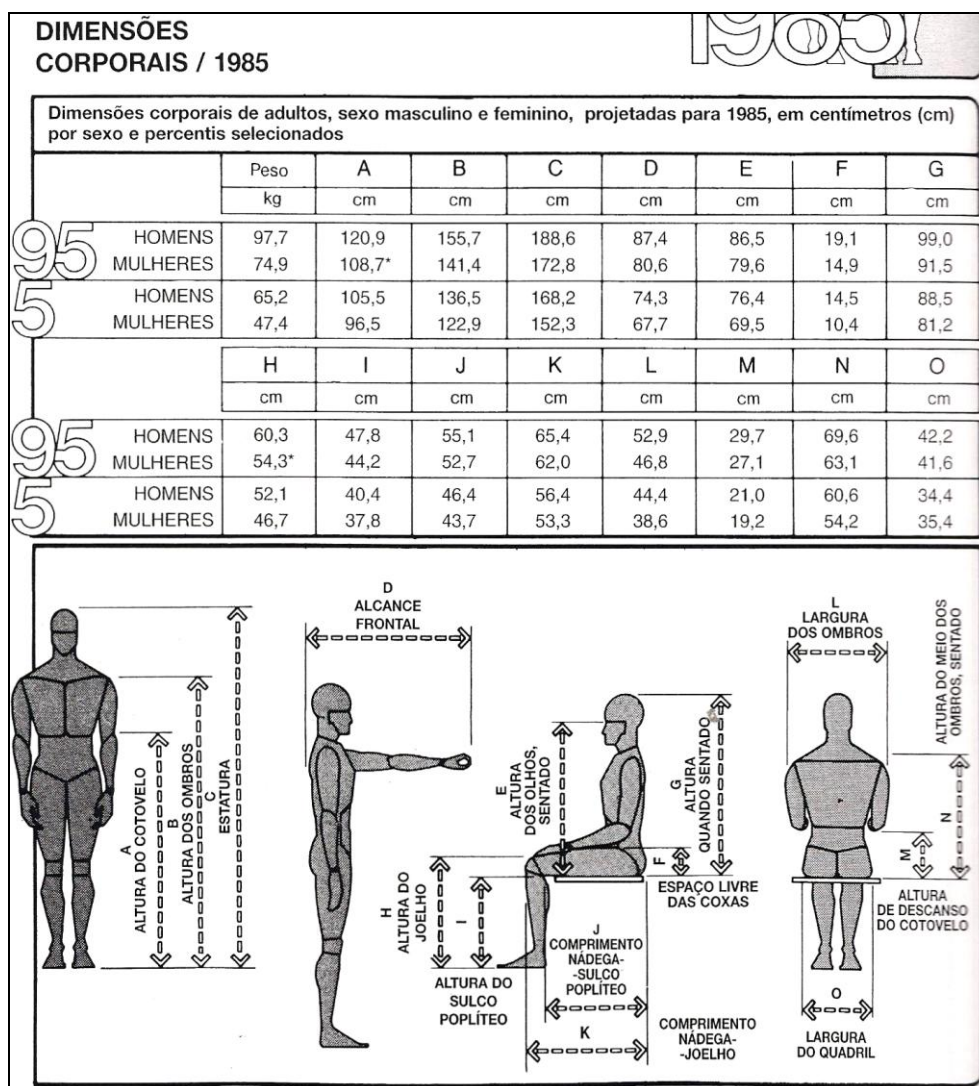 DIMENSÕES
CORPORAIS / 1985
1985
Dimensões corporais de adultos, sexo masculino e feminino, projetadas para 1985, em centímetros (cm)
por sexo e percentis selecionados
Peso A B C D E F G
kg cm cm cm cm cm cm cm
95 HOMENS 97,7 120,9 155,7 188,6 87,4 86,5 19,1 99,0
MULHERES 74,9 108,7* 141,4 172,8 80,6 79,6 14,9 91,5
5 HOMENS 65,2 105,5 136,5 168,2 74,3 76,4 14,5 88,5
MULHERES 47,4 96,5 122,9 152,3 67,7 69,5 10,4 81,2
H I J K L M N O
cm cm cm cm cm cm cm cm
95 HOMENS 60,3 47,8 55,1 65,4 52,9 29,7 69,6 42,2
MULHERES 54,3* 44,2 52,7 62,0 46,8 27,1 63,1 41,6
5 HOMENS 52,1 40,4 46,4 56,4 44,4 21,0 60,6 34,4
MULHERES 46,7 37,8 43,7 53,3 38,6 19,2 54,2 35,4
A
ALTURA DO COTOVELO
B
ALTURA DOS OMBROS
C
ESTATURA
D
ALCANCE
FRONTAL
E
ALTURA
DOS OLHOS,
SENTADO
G
ALTURA
QUANDO SENTADO
F
ESPAÇO LIVRE
DAS COXAS
H
ALTURA DO
JOELHO
I
ALTURA DO
SULCO
POPLÍTEO
J
COMPRIMENTO
NÁDEGA-
-SULCO
POPLÍTEO
K
COMPRIMENTO
NÁDEGA-
-JOELHO
L
LARGURA
DOS OMBROS
ALTURA DO MEIO DOS
OMBROS, SENTADO
N
M
ALTURA
DE DESCANSO
DO COTOVELO
O
LARGURA
DO QUADRIL